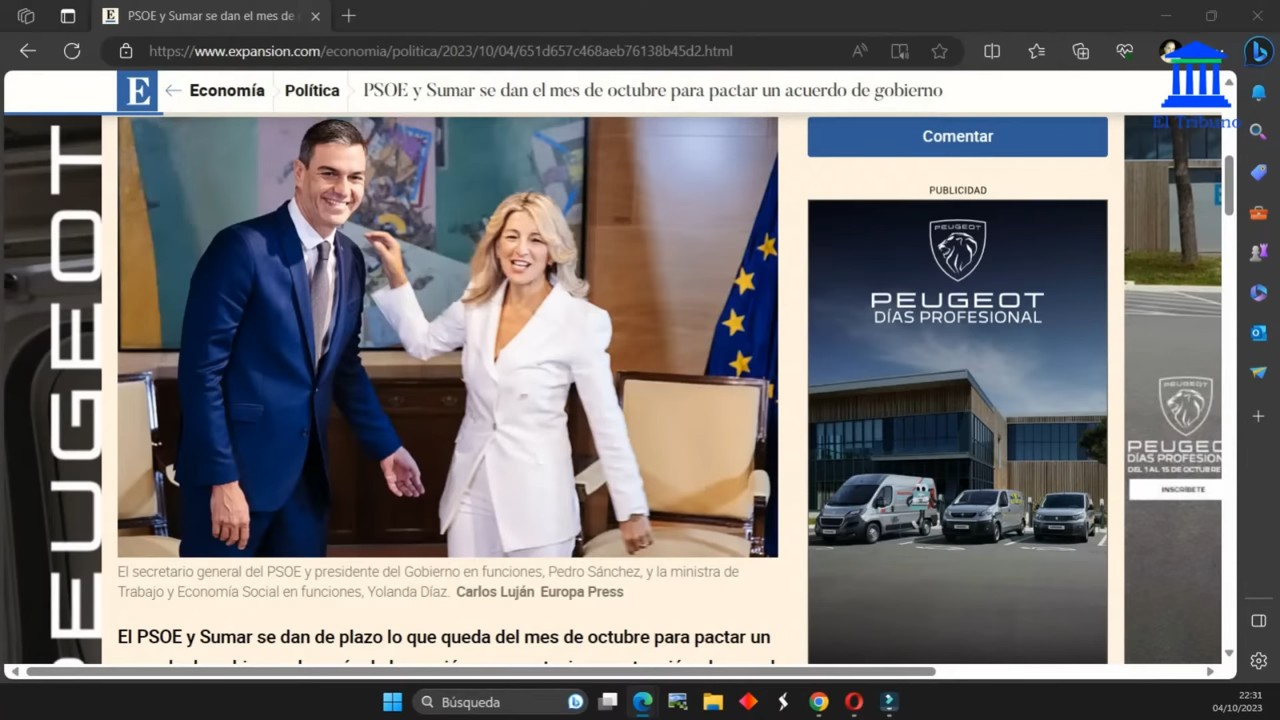 PSOE y Sumar se dan el mes de
https://www.expansion.com/economia/politica/2023/10/04/651d657c468aeb76138b45d2.html
E
Economía
Política
PSOE y Sumar se dan el mes de octubre para pactar un acuerdo de gobierno
El Tribuno
PEUGEOT
Comentar
PUBLICIDAD
PEUGEOT
PEUGEOT
DÍAS PROFESIONAL
El secretario general del PSOE y presidente del Gobierno en funciones, Pedro Sánchez, y la ministra de
Trabajo y Economía Social en funciones, Yolanda Díaz. Carlos Luján Europa Press
El PSOE y Sumar se dan de plazo lo que queda del mes de octubre para pactar un
PEUGEOT
PEUGEO
DÍAS PROFESION
DEL 1 AL 15 DE OCTUBRE
INSCRÍBETE
Búsqueda
22:31
04/10/2023